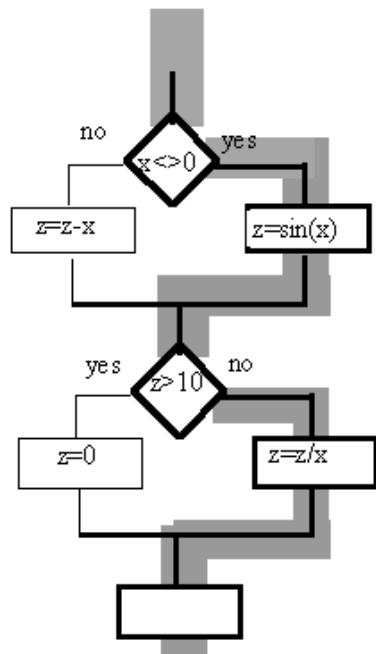 no
yes
x<>0
z=z-x
z=sin(x)
yes
no
z>10
z=0
z=z/x